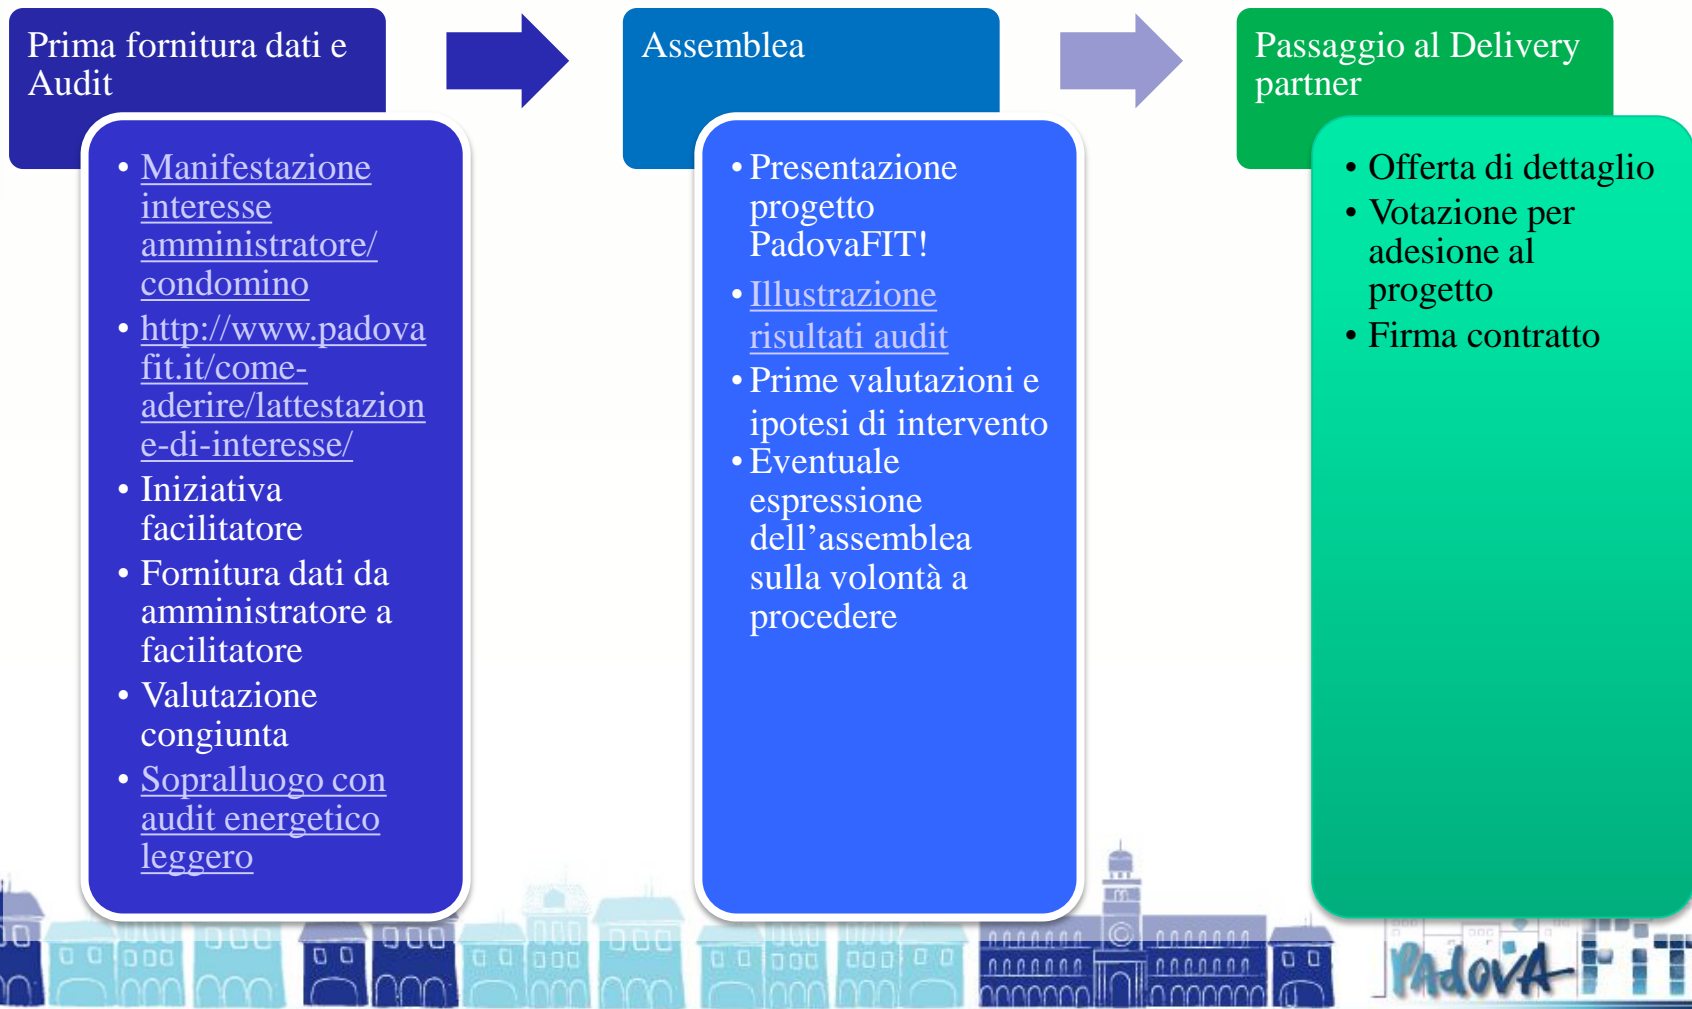 Prima fornitura dati e
Audit
• Manifestazione
interesse
amministratore/
condomino
• http://www.padova
fit.it/come-
aderire/lattestazion
e-di-interesse/
• Iniziativa
facilitatore
• Fornitura dati da
amministratore a
facilitatore
• Valutazione
congiunta
• Sopralluogo con
audit energetico
leggero
Assemblea
• Presentazione
progetto
PadovaFIT!
• Illustrazione
risultati audit
• Prime valutazioni e
ipotesi di intervento
• Eventuale
espressione
dell’assemblea
sulla volontà a
procedere
Passaggio al Delivery
partner
• Offerta di dettaglio
• Votazione per
adesione al
progetto
• Firma contratto
PAdovA FIT